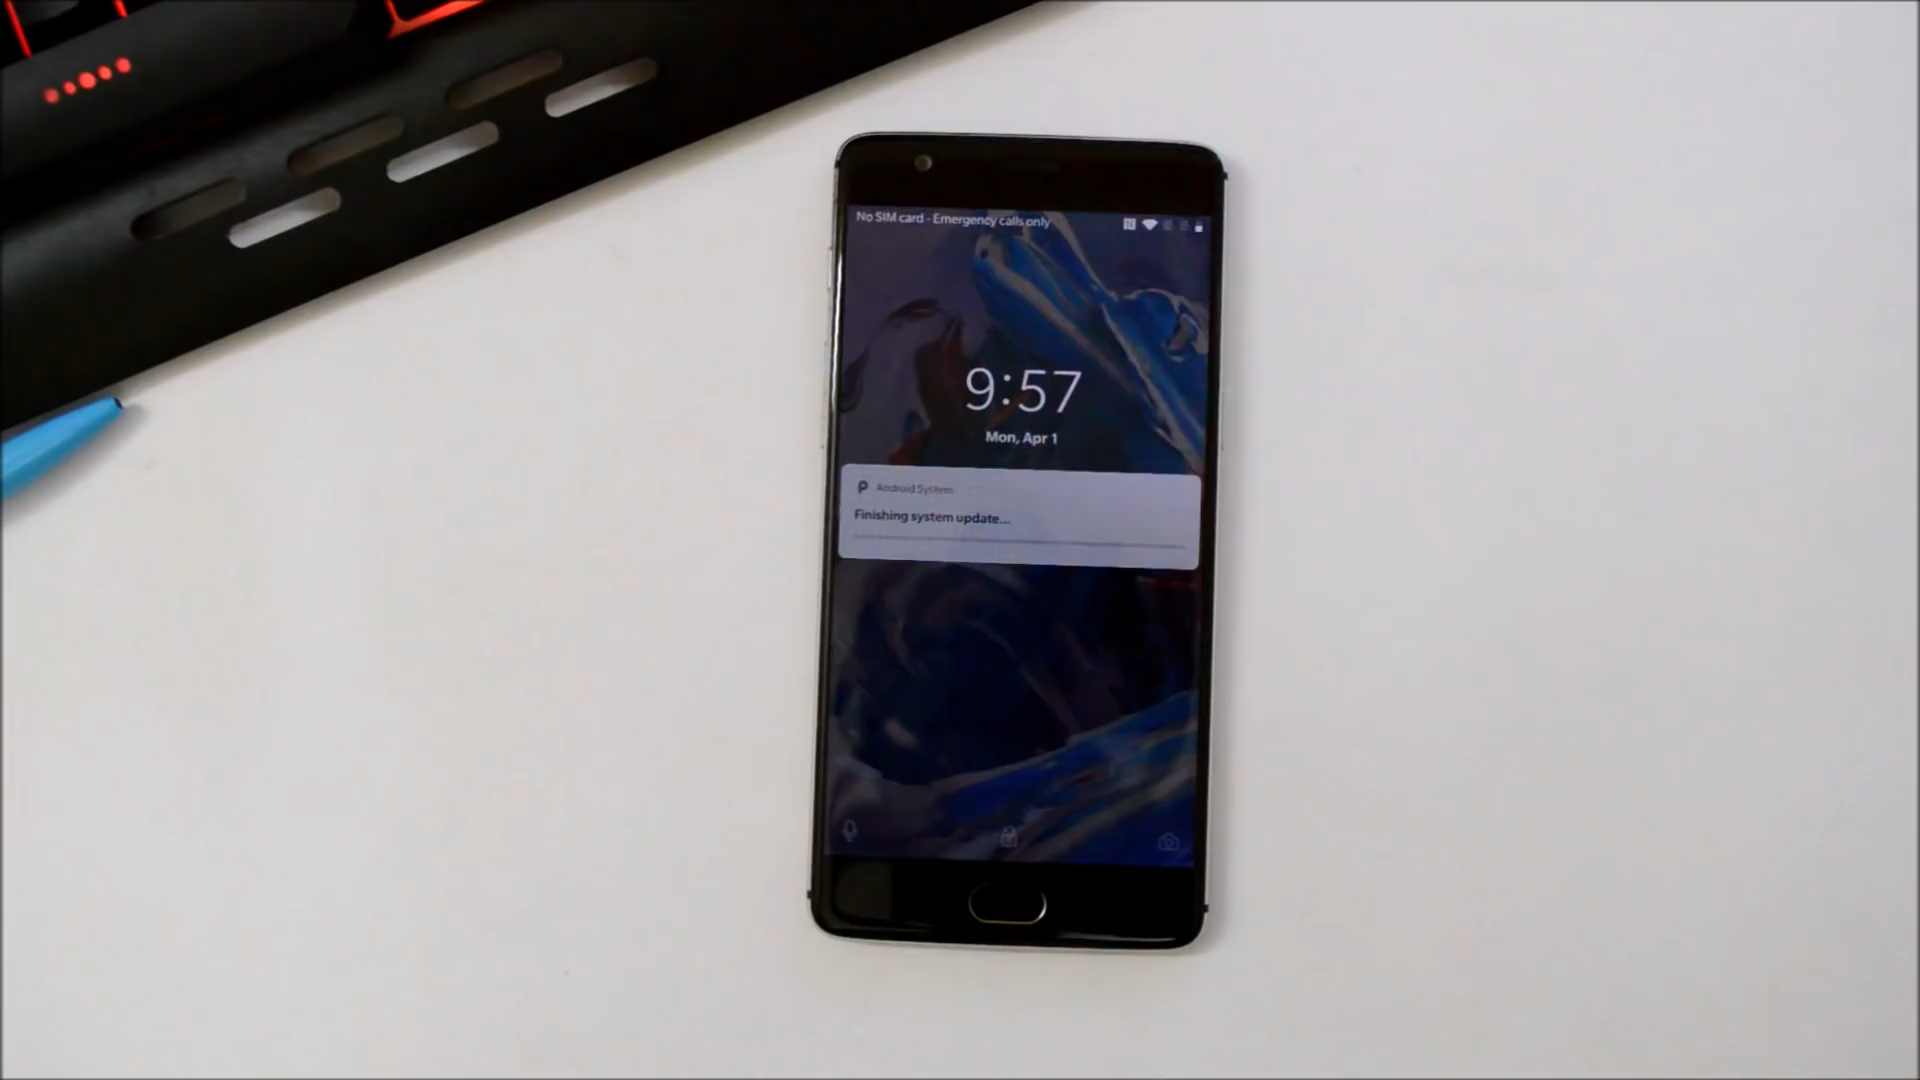 No SIM card - Emergency calls only
9:57
Mon, Apr 1
Android System
Finishing system update...